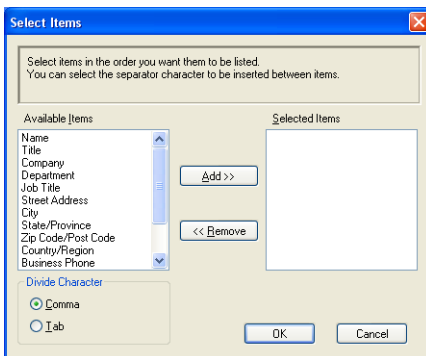 Select Items
Select items in the order you want them to be listed.
You can select the separator character to be inserted between items.
Available Items
Selected Items
Name
Title
Company
Department
Job Title
Street Address
City
State/Province
Zip Code/Post Code
Country/Region
Business Phone
Add >>
<< Remove
Divide Character
Comma
Tab
OK
Cancel